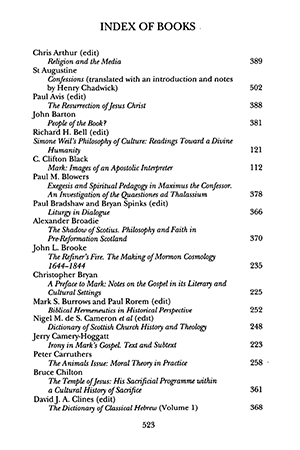 INDEX OF BOOKS
Chris Arthur (edit)
Religion and the Media 389
St Augustine
Confessions (translated with an introduction and notes
by Henry Chadwick) 502
Paul Avis (edit)
The Resurrection of Jesus Christ 388
John Barton
People of the Book? 381
Richard H. Bell (edit)
Simone Weil's Philosophy of Culture: Readings Toward a Divine
Humanity 121
C. Clifton Black
Mark: Images of an Apostolic Interpreter 112
Paul M. Blowers
Exegesis and Spiritual Pedagogy in Maximus the Confessor.
An Investigation of the Quaestiones ad Thalassium 378
Paul Bradshaw and Bryan Spinks (edit)
Liturgy in Dialogue 366
Alexander Broadie
The Shadow of Scotius. Philosophy and Faith in
Pre-Reformation Scotland 370
John L. Brooke
The Refiner's Fire. The Making of Mormon Cosmology
1644–1844 235
Christopher Bryan
A Preface to Mark: Notes on the Gospel in its Literary and
Cultural Settings 225
Mark S. Burrows and Paul Rorem (edit)
Biblical Hermeneutics in Historical Perspective 252
Nigel M. de S. Cameron et al (edit)
Dictionary of Scottish Church History and Theology 248
Jerry Camery-Hoggatt
Irony in Mark's Gospel. Text and Subtext 223
Peter Carruthers
The Animals Issue: Moral Theory in Practice 258
Bruce Chilton
The Temple of Jesus: His Sacrificial Programme within
a Cultural History of Sacrifice 361
David J. A. Clines (edit)
The Dictionary of Classical Hebrew (Volume 1) 368
523